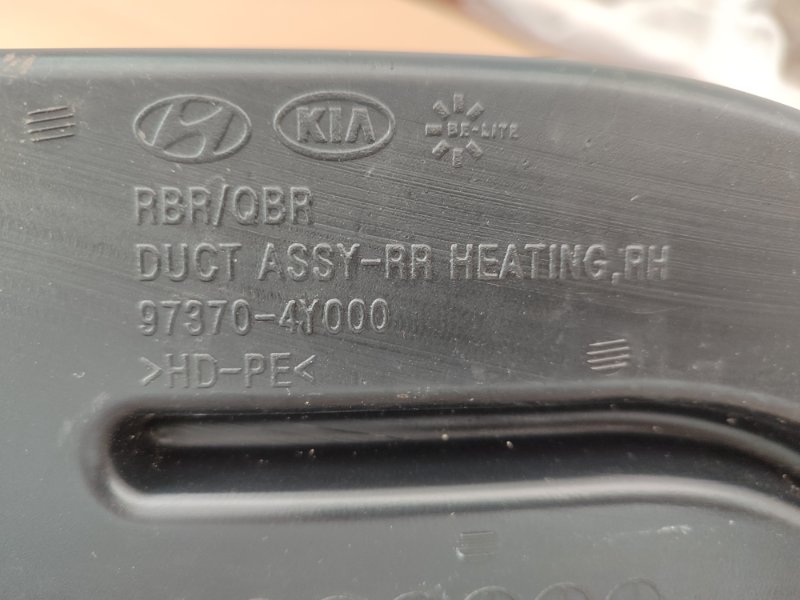 KIA BE-LITE
RBR/QBR
DUCT ASSY-RR HEATING,RH
97370-4Y000
>HD-PE<